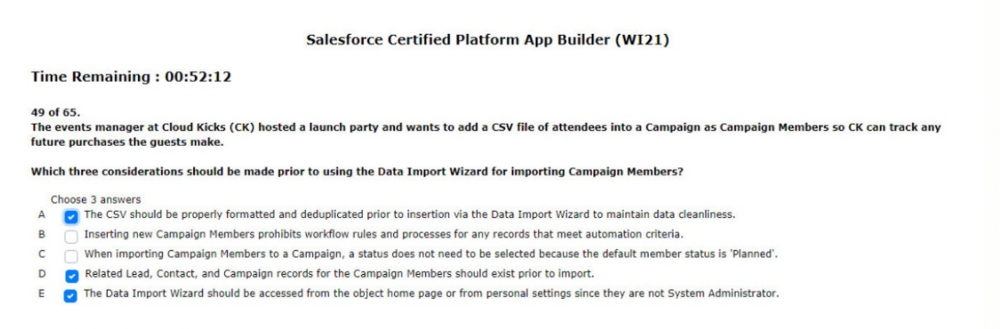 Salesforce Certified Platform App Builder (WI21)
Time Remaining : 00:52:12
49 of 65.
The events manager at Cloud Kicks (CK) hosted a launch party and wants to add a CSV file of attendees into a Campaign as Campaign Members so CK can track any
future purchases the guests make.
Which three considerations should be made prior to using the Data Import Wizard for importing Campaign Members?
Choose 3 answers
A The CSV should be properly formatted and deduplicated prior to insertion via the Data Import Wizard to maintain data cleanliness.
B Inserting new Campaign Members prohibits workflow rules and processes for any records that meet automation criteria.
C When importing Campaign Members to a Campaign, a status does not need to be selected because the default member status is 'Planned'.
D Related Lead, Contact, and Campaign records for the Campaign Members should exist prior to import.
E The Data Import Wizard should be accessed from the object home page or from personal settings since they are not System Administrator.